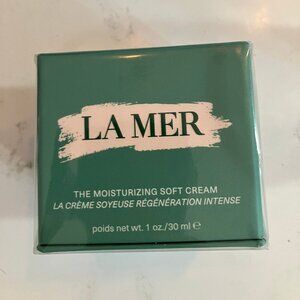 LA MER
THE MOISTURIZING SOFT CREAM
LA CRÈME SOYEUSE RÉGÉNÉRATION INTENSE
poids net wt. 1 oz./30 ml ℮